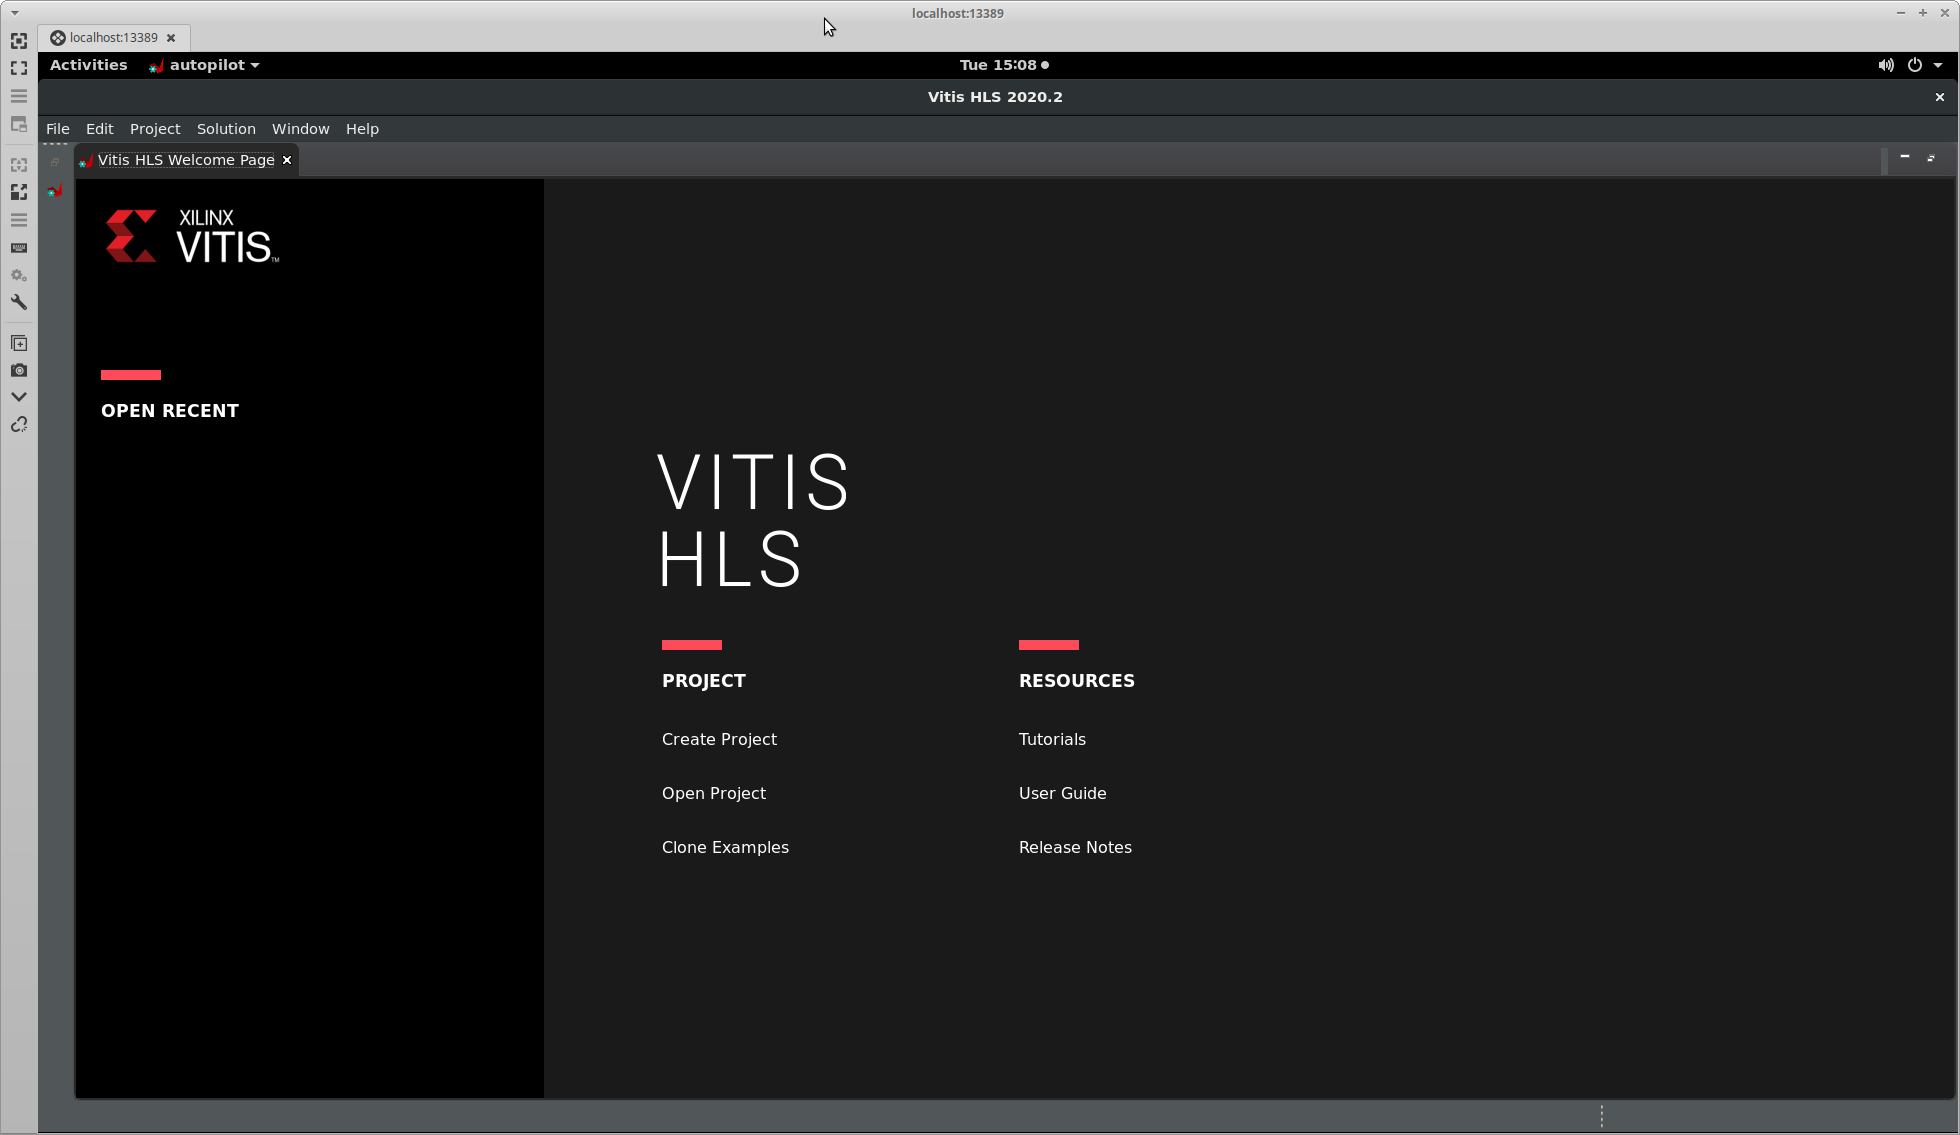 localhost:13389
localhost:13389
Activities autopilot Tue 15:08
Vitis HLS 2020.2
File Edit Project Solution Window Help
Vitis HLS Welcome Page
XILINX
VITIS™
OPEN RECENT
VITIS
HLS
PROJECT
Create Project
Open Project
Clone Examples
RESOURCES
Tutorials
User Guide
Release Notes